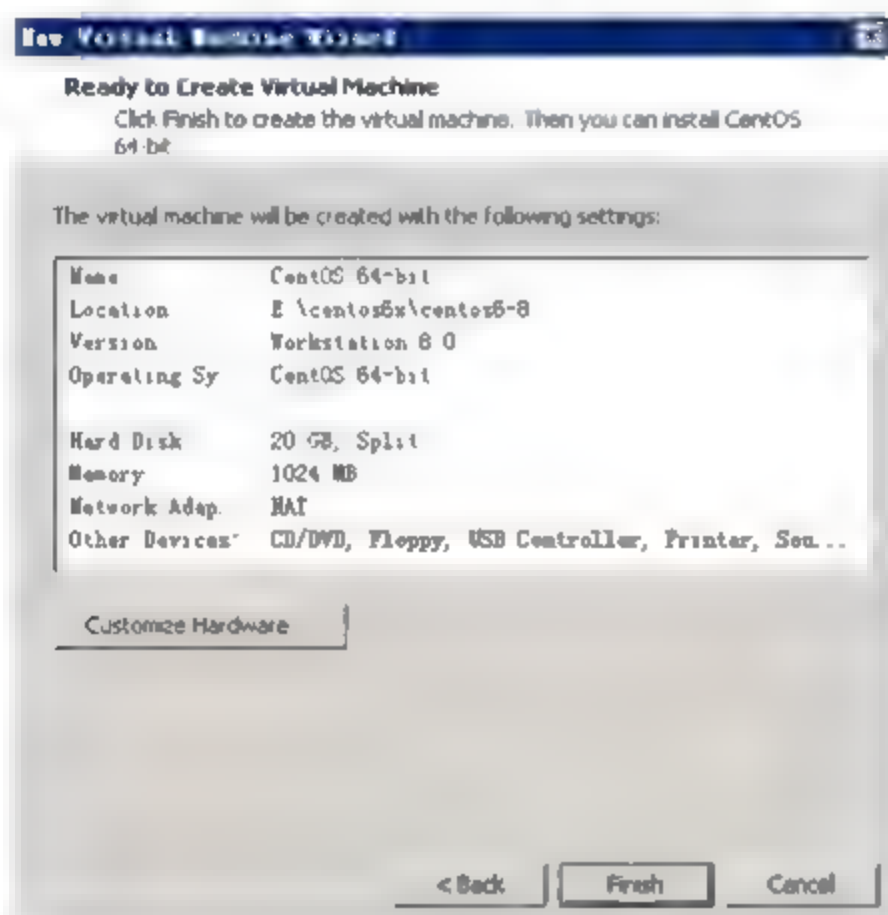 New Virtual Machine Wizard
Ready to Create Virtual Machine
Click Finish to create the virtual machine. Then you can install CentOS
64-bit
The virtual machine will be created with the following settings:
Name CentOS 64-bit
Location E \centos6x\centos6-8
Version Workstation 8 0
Operating Sy CentOS 64-bit
Hard Disk 20 GB, Split
Memory 1024 MB
Network Adap. NAT
Other Devices: CD/DVD, Floppy, USB Controller, Printer, Sou...
Customize Hardware
< Back Finish Cancel